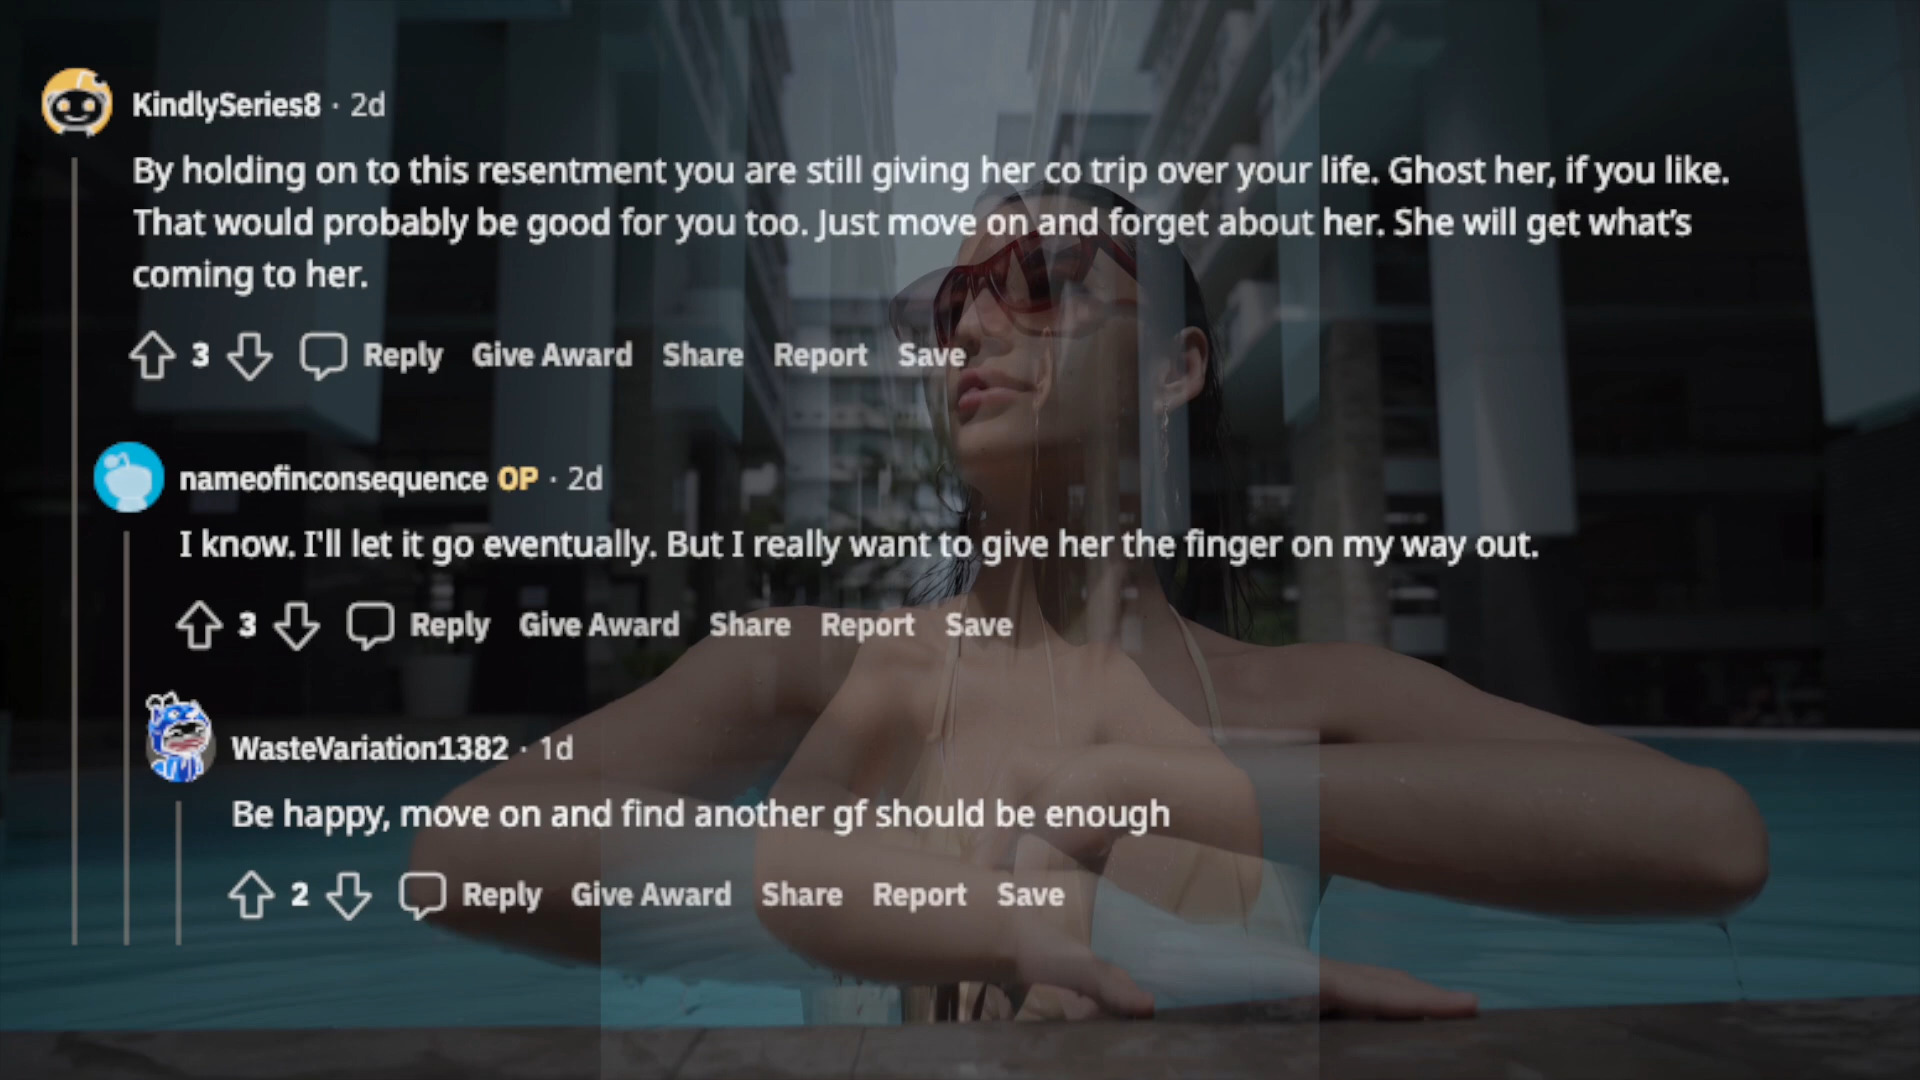 KindlySeries8 · 2d
By holding on to this resentment you are still giving her co trip over your life. Ghost her, if you like.
That would probably be good for you too. Just move on and forget about her. She will get what's
coming to her.
3 Reply Give Award Share Report Save
nameofinconsequence OP · 2d
I know. I'll let it go eventually. But I really want to give her the finger on my way out.
3 Reply Give Award Share Report Save
WasteVariation1382 · 1d
Be happy, move on and find another gf should be enough
2 Reply Give Award Share Report Save